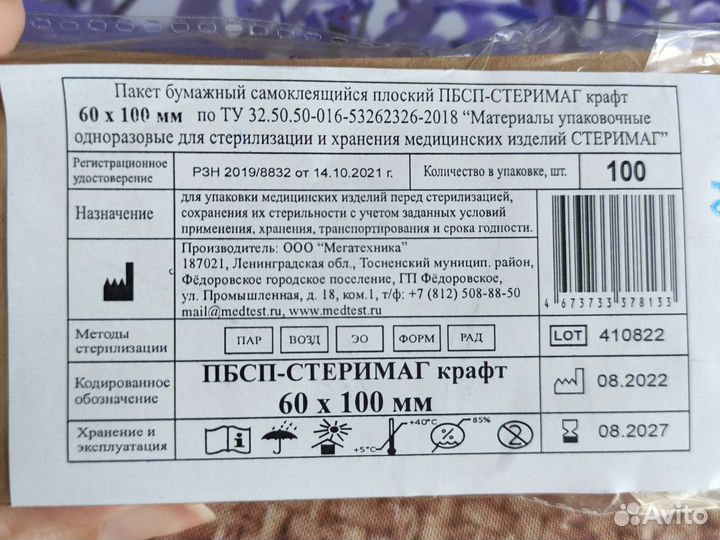 Пакет бумажный самоклеящийся плоский ПБСП-СТЕРИМАГ крафт
60 х 100 мм по ТУ 32.50.50-016-53262326-2018 “Материалы упаковочные
одноразовые для стерилизации и хранения медицинских изделий СТЕРИМАГ”
Регистрационное удостоверение
РЗН 2019/8832 от 14.10.2021 г.
Количество в упаковке, шт.
100
Назначение
для упаковки медицинских изделий перед стерилизацией,
сохранения их стерильности с учетом заданных условий
применения, хранения, транспортирования и срока годности.
Производитель: ООО “Мегатехника”
187021, Ленинградская обл., Тосненский муницип. район,
Фёдоровское городское поселение, ГП Фёдоровское,
ул. Промышленная, д. 18, ком.1, т/ф: +7 (812) 508-88-50
mail@medtest.ru, www.medtest.ru
4 673733 378133
Методы
стерилизации
ПАР ВОЗД ЭО ФОРМ РАД
LOT 410822
Кодированное
обозначение
ПБСП-СТЕРИМАГ крафт
60 х 100 мм
08.2022
Хранение и
эксплуатация
+5°C +40°C 85%
2
08.2027
Avito